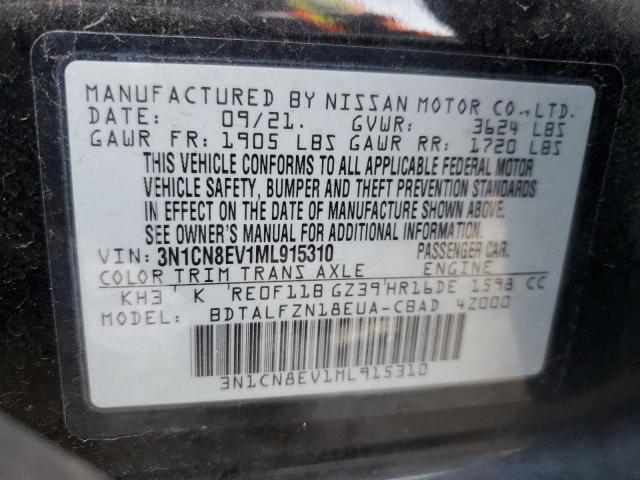 MANUFACTURED BY NISSAN MOTOR CO.,LTD.
DATE: 09/21. GVWR: 3624 LBS
GAWR FR: 1905 LBS GAWR RR: 1720 LBS
THIS VEHICLE CONFORMS TO ALL APPLICABLE FEDERAL MOTOR
VEHICLE SAFETY, BUMPER AND THEFT PREVENTION STANDARDS
IN EFFECT ON THE DATE OF MANUFACTURE SHOWN ABOVE.
SEE OWNER'S MANUAL FOR ADDITIONAL INFORMATION.
VIN: 3N1CN8EV1ML915310 PASSENGER CAR.
COLOR TRIM TRANS AXLE ENGINE
KH3 K RE0F11B GZ39 HR16DE 1598 CC
MODEL: BDTALFZN18EUA-CBAD 4Z000
3N1CN8EV1ML915310